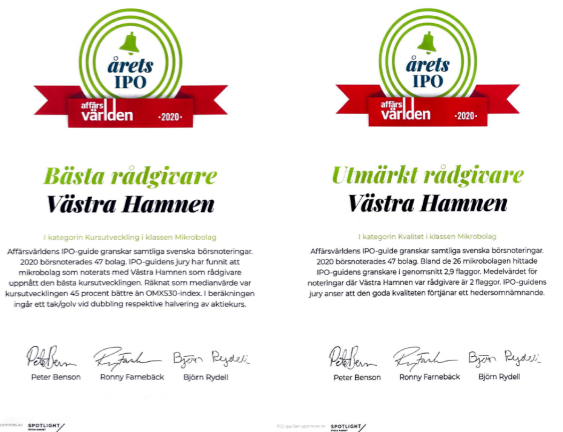 årets
IPO
affärs
världen
·2020·
Bästa rådgivare
Västra Hamnen
I kategorin Kursutveckling i klassen Mikrobolag
Affärsvärldens IPO-guide granskar samtliga svenska börsnoteringar.
2020 börsnoterades 47 bolag. IPO-guidens jury har funnit att
mikrobolag som noterats med Västra Hamnen som rådgivare
uppnått den bästa kursutvecklingen. Räknat som medianvärde var
kursutvecklingen 45 procent bättre än OMXS30-index. I beräkningen
ingår ett tak/golv vid dubbling respektive halvering av aktiekurs.
Peter Benson
Ronny Farnebäck
Björn Rydell
SPOTLIGHT
årets
IPO
affärs
världen
·2020·
Utmärkt rådgivare
Västra Hamnen
I kategorin Kvalitet i klassen Mikrobolag
Affärsvärldens IPO-guide granskar samtliga svenska börsnoteringar.
2020 börsnoterades 47 bolag. Bland de 26 mikrobolagen hittade
IPO-guidens granskare i genomsnitt 2,9 flaggor. Medelvärdet för
noteringar där Västra Hamnen var rådgivare är 2 flaggor. IPO-guidens
jury anser att den goda kvaliteten förtjänar ett hedersomnämnande.
Peter Benson
Ronny Farnebäck
Björn Rydell
IPO-guiden sponsras av
SPOTLIGHT